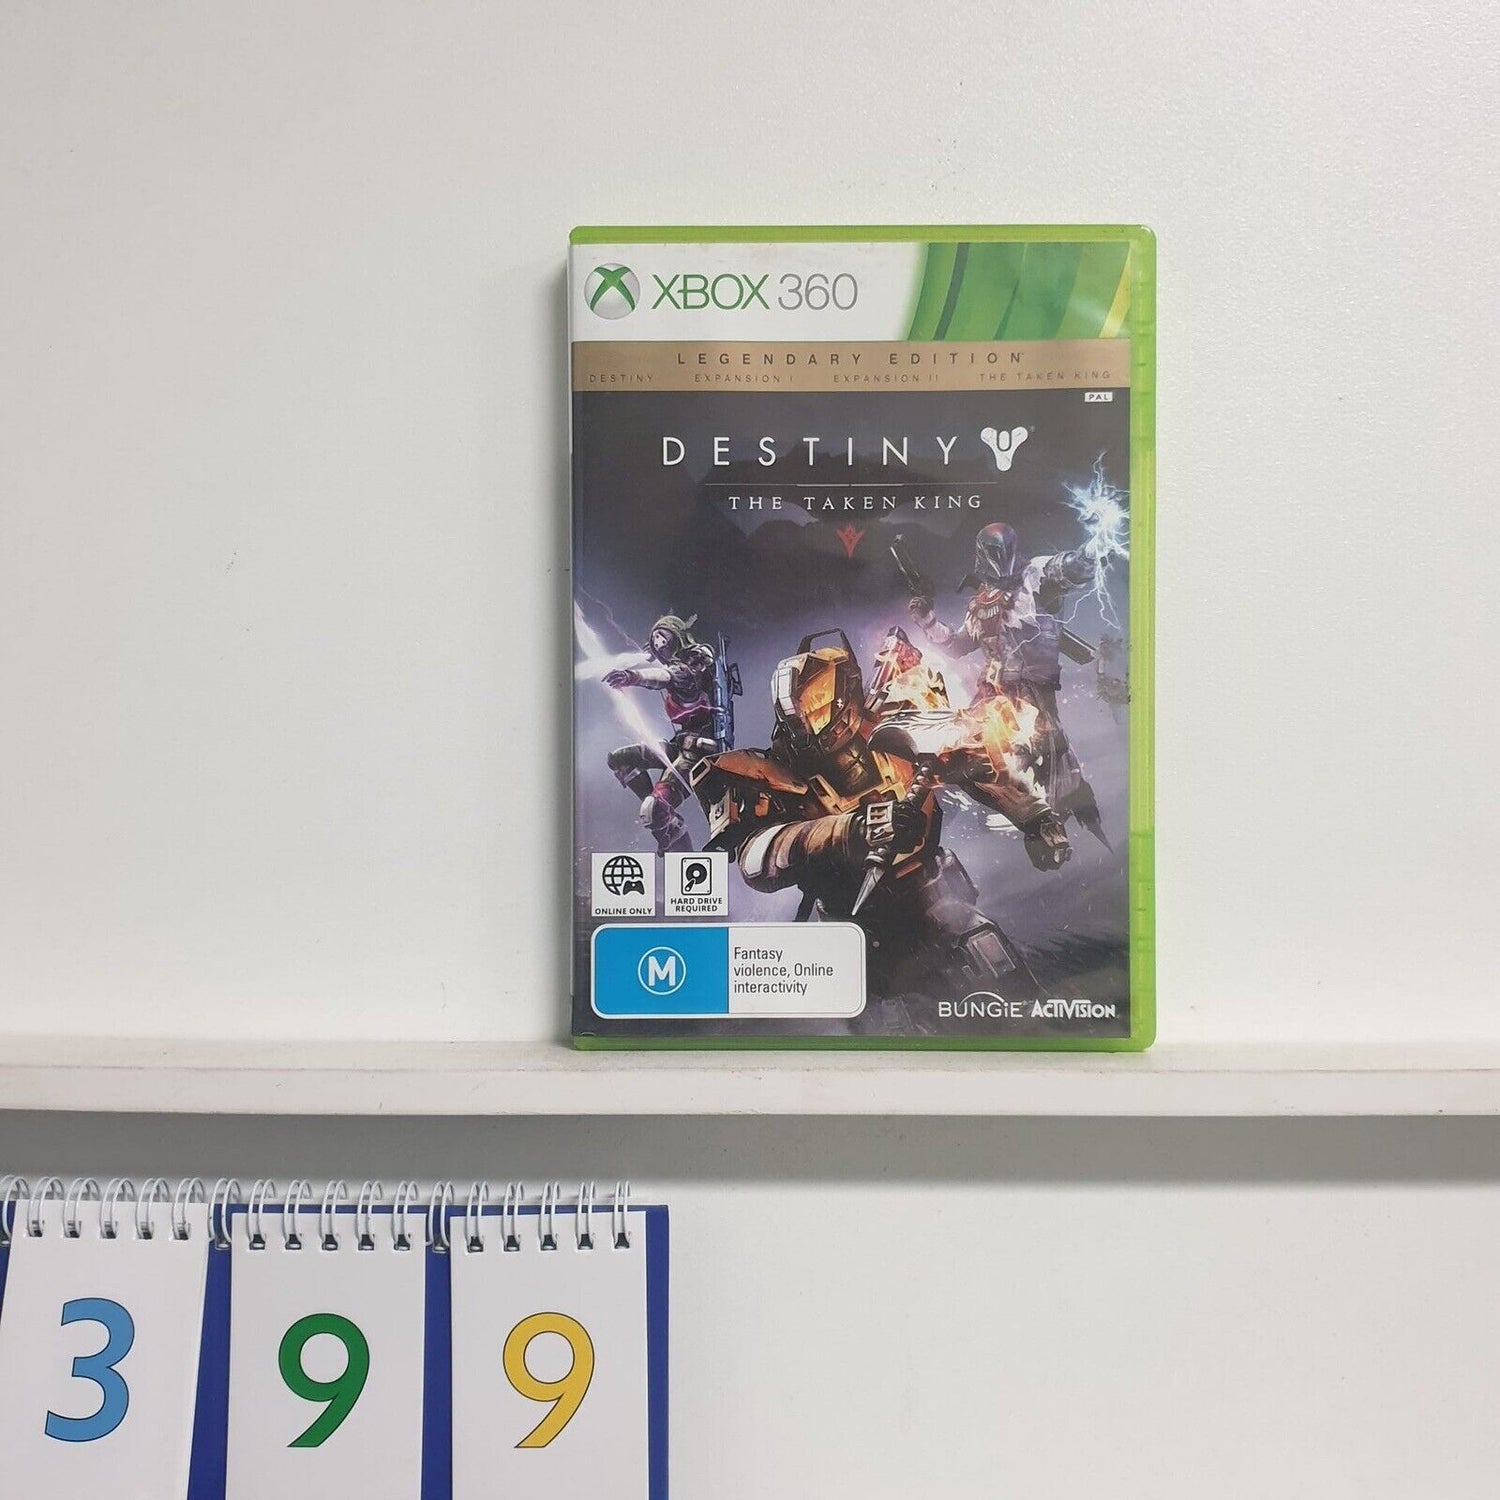 XBOX 360
LEGENDARY EDITION™
DESTINY EXPANSION I EXPANSION II THE TAKEN KING
PAL
DESTINY
THE TAKEN KING
ONLINE ONLY
HARD DRIVE
REQUIRED
M
Fantasy
violence, Online
interactivity
BUNGiE ACTIVISION
3 9 9